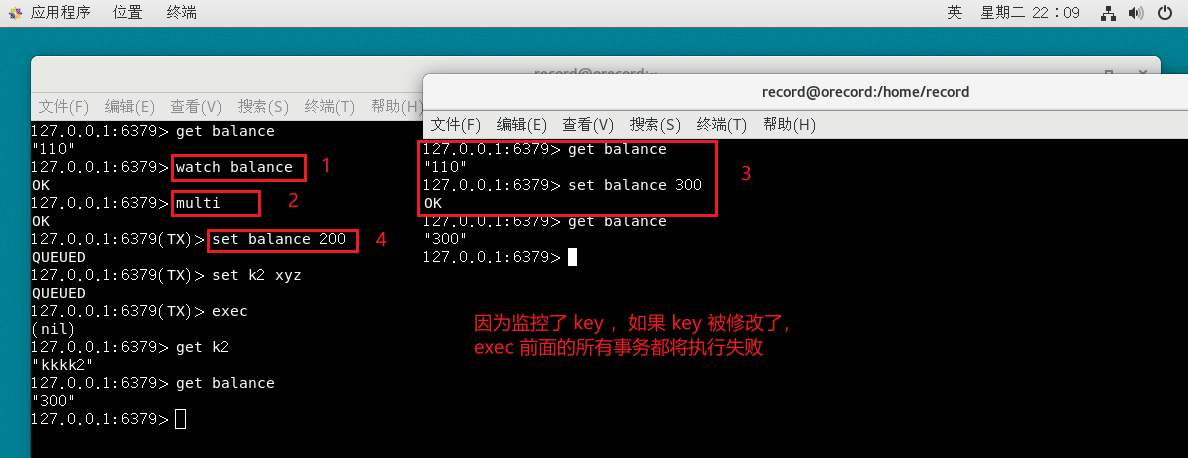 应用程序 位置 终端 英 星期二 22：09
record@orecord:~
文件(F) 编辑(E) 查看(V) 搜索(S) 终端(T) 帮助(H)
127.0.0.1:6379> get balance
"110"
127.0.0.1:6379> watch balance 1
OK
127.0.0.1:6379> multi 2
OK
127.0.0.1:6379(TX)> set balance 200 4
QUEUED
127.0.0.1:6379(TX)> set k2 xyz
QUEUED
127.0.0.1:6379(TX)> exec
(nil)
127.0.0.1:6379> get k2
"kkkk2"
127.0.0.1:6379> get balance
"300"
127.0.0.1:6379>
record@orecord:/home/record
文件(F) 编辑(E) 查看(V) 搜索(S) 终端(T) 帮助(H)
127.0.0.1:6379> get balance
"110"
127.0.0.1:6379> set balance 300 3
OK
127.0.0.1:6379> get balance
"300"
127.0.0.1:6379>
因为监控了 key ，如果 key 被修改了，
exec 前面的所有事务都将执行失败